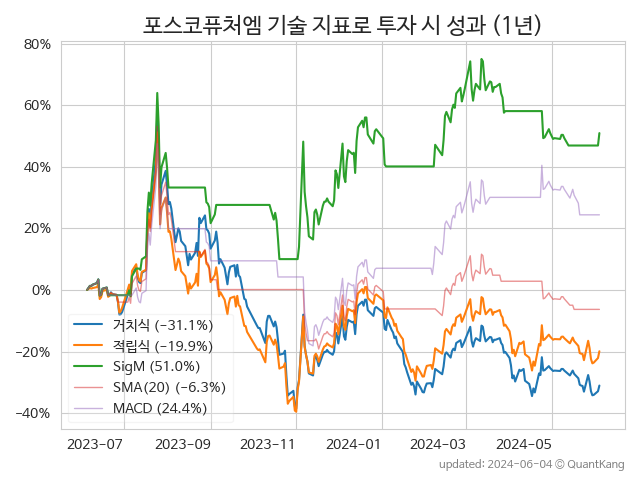 포스코퓨처엠 기술 지표로 투자 시 성과 (1년)
80%
60%
40%
20%
0%
−20%
−40%
거치식 (−31.1%)
적립식 (−19.9%)
SigM (51.0%)
SMA(20) (−6.3%)
MACD (24.4%)
2023−07 2023−09 2023−11 2024−01 2024−03 2024−05
updated: 2024−06−04 © QuantKang